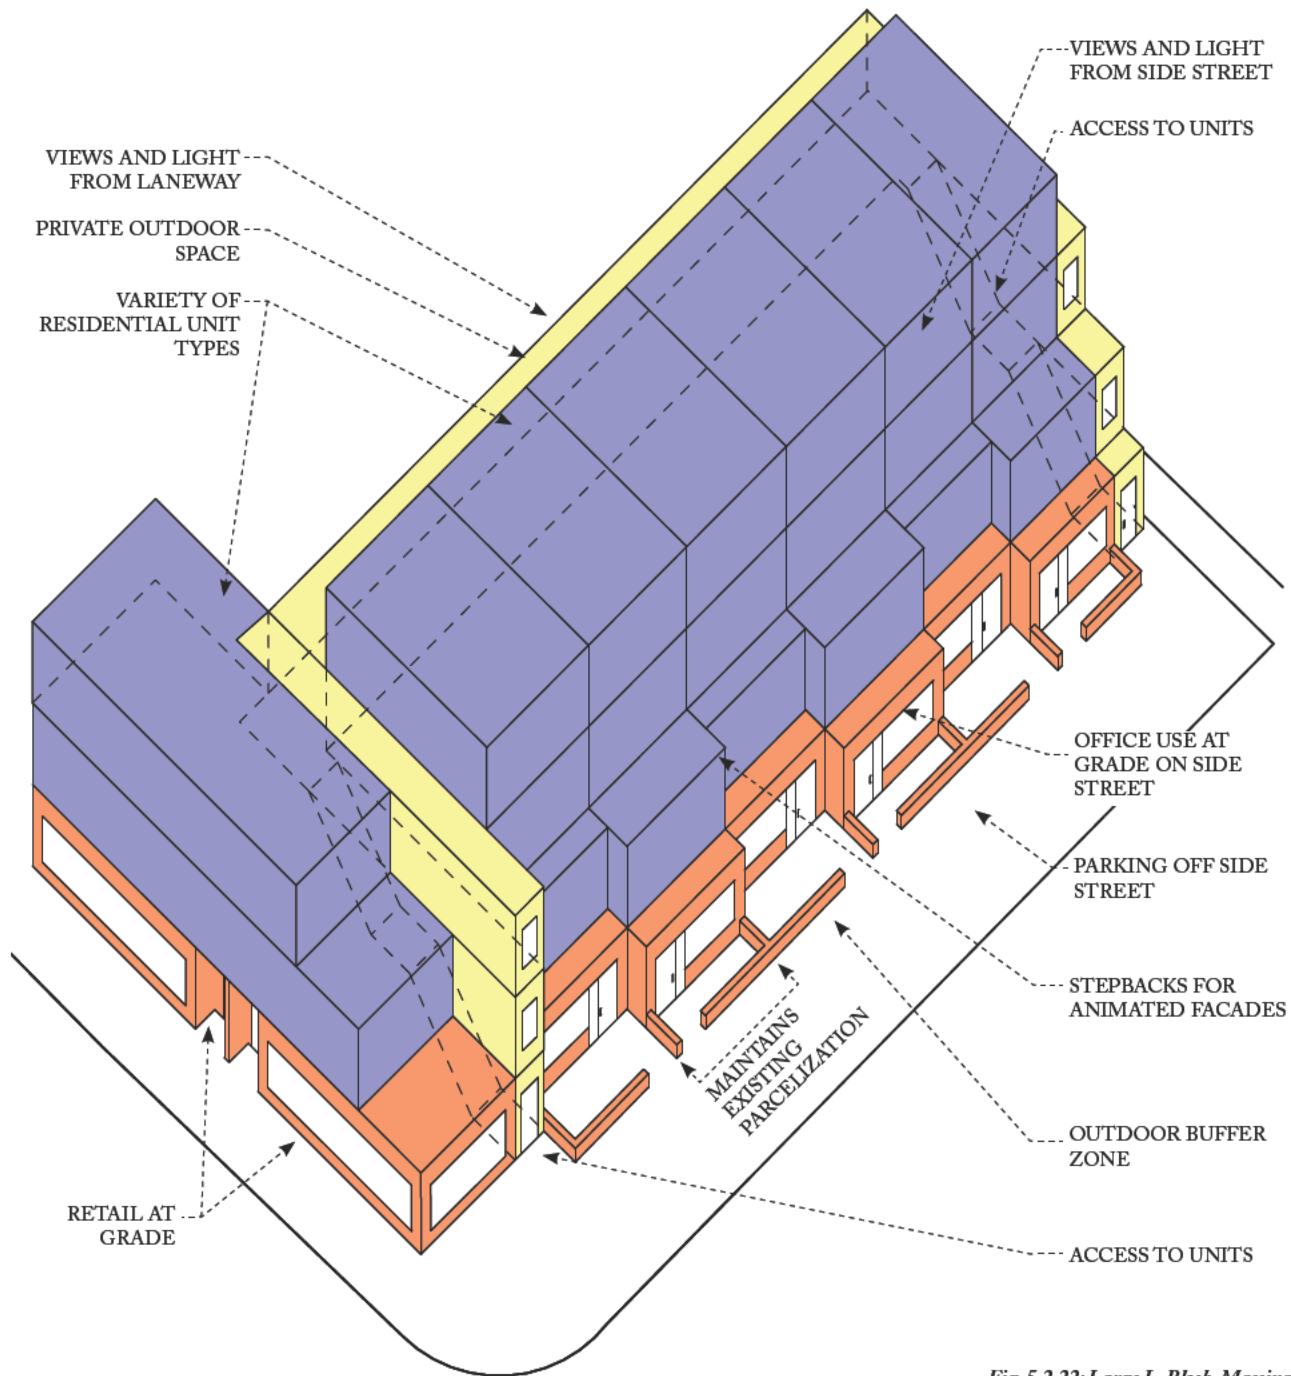 VIEWS AND LIGHT
FROM SIDE STREET
ACCESS TO UNITS
VIEWS AND LIGHT
FROM LANEWAY
PRIVATE OUTDOOR
SPACE
VARIETY OF
RESIDENTIAL UNIT
TYPES
OFFICE USE AT
GRADE ON SIDE
STREET
PARKING OFF SIDE
STREET
STEPBACKS FOR
ANIMATED FACADES
MAINTAINS
EXISTING
PARCELIZATION
OUTDOOR BUFFER
ZONE
RETAIL AT
GRADE
ACCESS TO UNITS